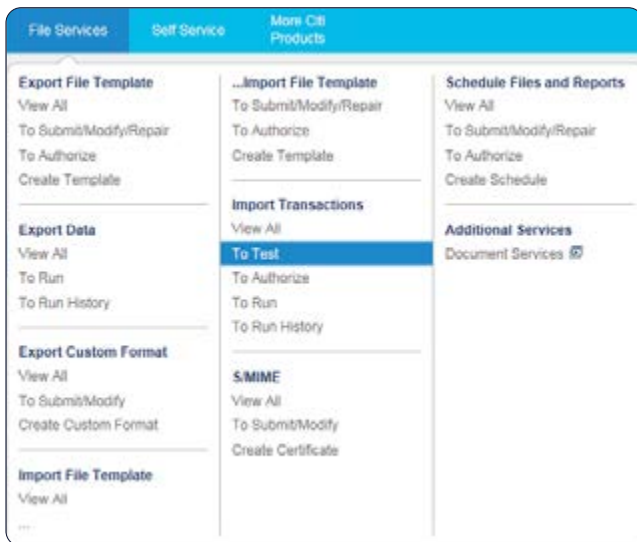 File Services
Self Service
More Citi
Products
Export File Template
View All
To Submit/Modify/Repair
To Authorize
Create Template
Export Data
View All
To Run
To Run History
Export Custom Format
View All
To Submit/Modify
Create Custom Format
Import File Template
View All
...
...Import File Template
To Submit/Modify/Repair
To Authorize
Create Template
Import Transactions
View All
To Test
To Authorize
To Run
To Run History
S/MIME
View All
To Submit/Modify
Create Certificate
Schedule Files and Reports
View All
To Submit/Modify/Repair
To Authorize
Create Schedule
Additional Services
Document Services